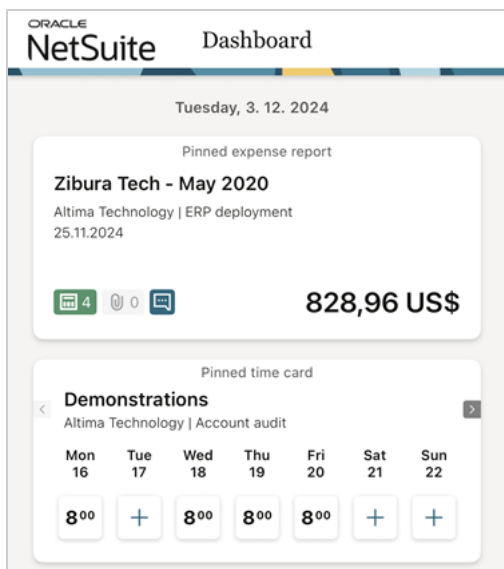 ORACLE
NetSuite
Dashboard
Tuesday, 3. 12. 2024
Pinned expense report
Zibura Tech - May 2020
Altima Technology | ERP deployment
25.11.2024
4 0 828,96 US$
Pinned time card
Demonstrations
Altima Technology | Account audit
Mon Tue Wed Thu Fri Sat Sun
16 17 18 19 20 21 22
8⁰⁰ + 8⁰⁰ 8⁰⁰ 8⁰⁰ + +